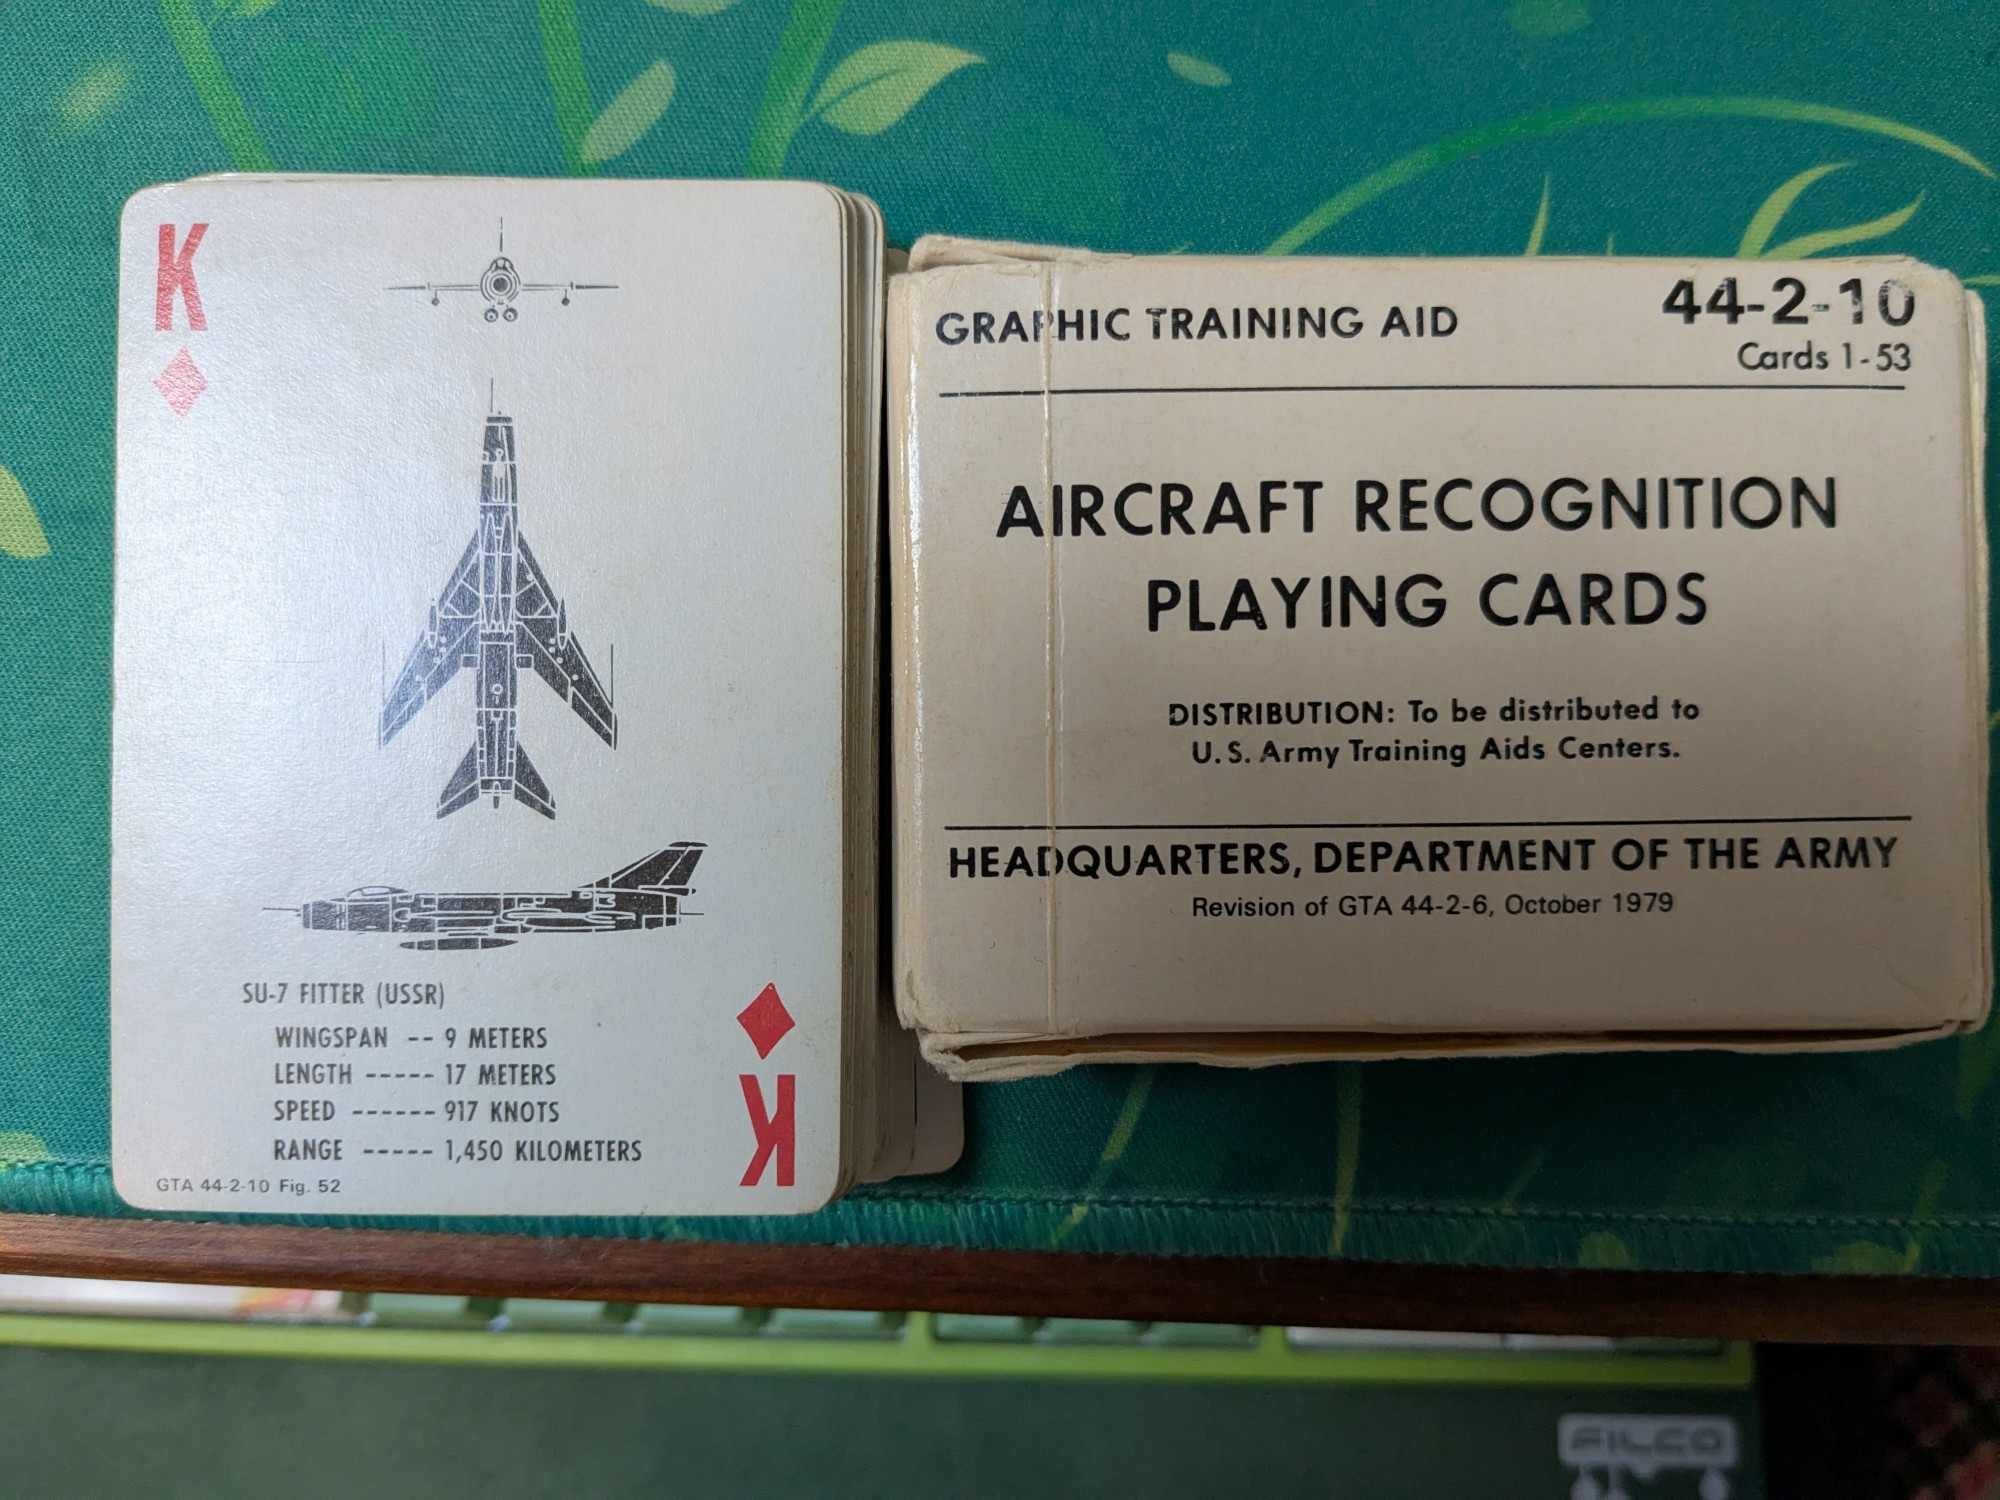 K
SU-7 FITTER (USSR)
WINGSPAN -- 9 METERS
LENGTH ----- 17 METERS
SPEED ------ 917 KNOTS
RANGE ----- 1,450 KILOMETERS
GTA 44-2-10 Fig. 52
K
GRAPHIC TRAINING AID
44-2-10
Cards 1-53
AIRCRAFT RECOGNITION
PLAYING CARDS
DISTRIBUTION: To be distributed to
U.S. Army Training Aids Centers.
HEADQUARTERS, DEPARTMENT OF THE ARMY
Revision of GTA 44-2-6, October 1979
FILCO